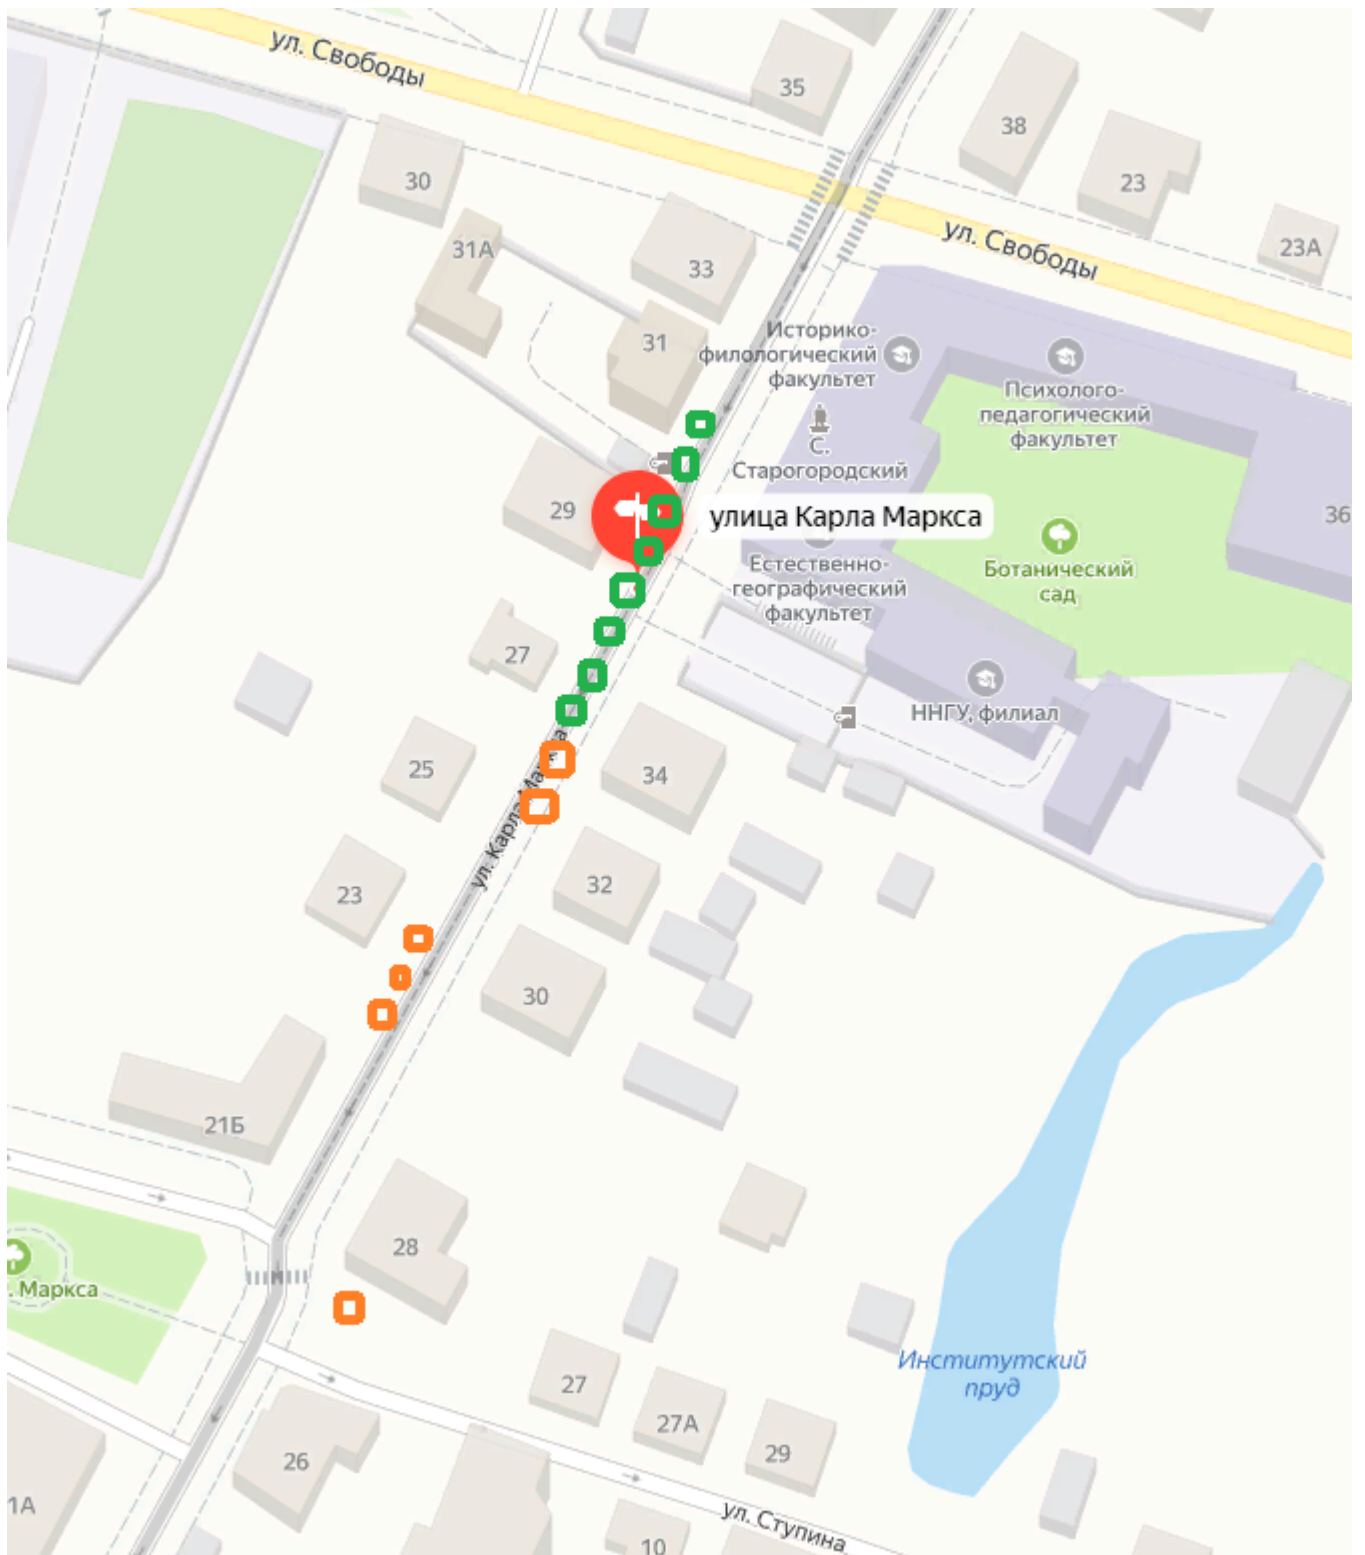 ул. Свободы
35
38
30
23
31А
33
ул. Свободы
23А
31
Историко-
филологический
факультет
Психолого-
педагогический
факультет
С.
Старогородский
29
улица Карла Маркса
36
Естественно-
географический
факультет
Ботанический
сад
27
ННГУ, филиал
25
34
ул. Карла Маркса
23
32
30
21Б
28
Маркса
Институтский
пруд
27
27А
29
26
1А
ул. Ступина
10